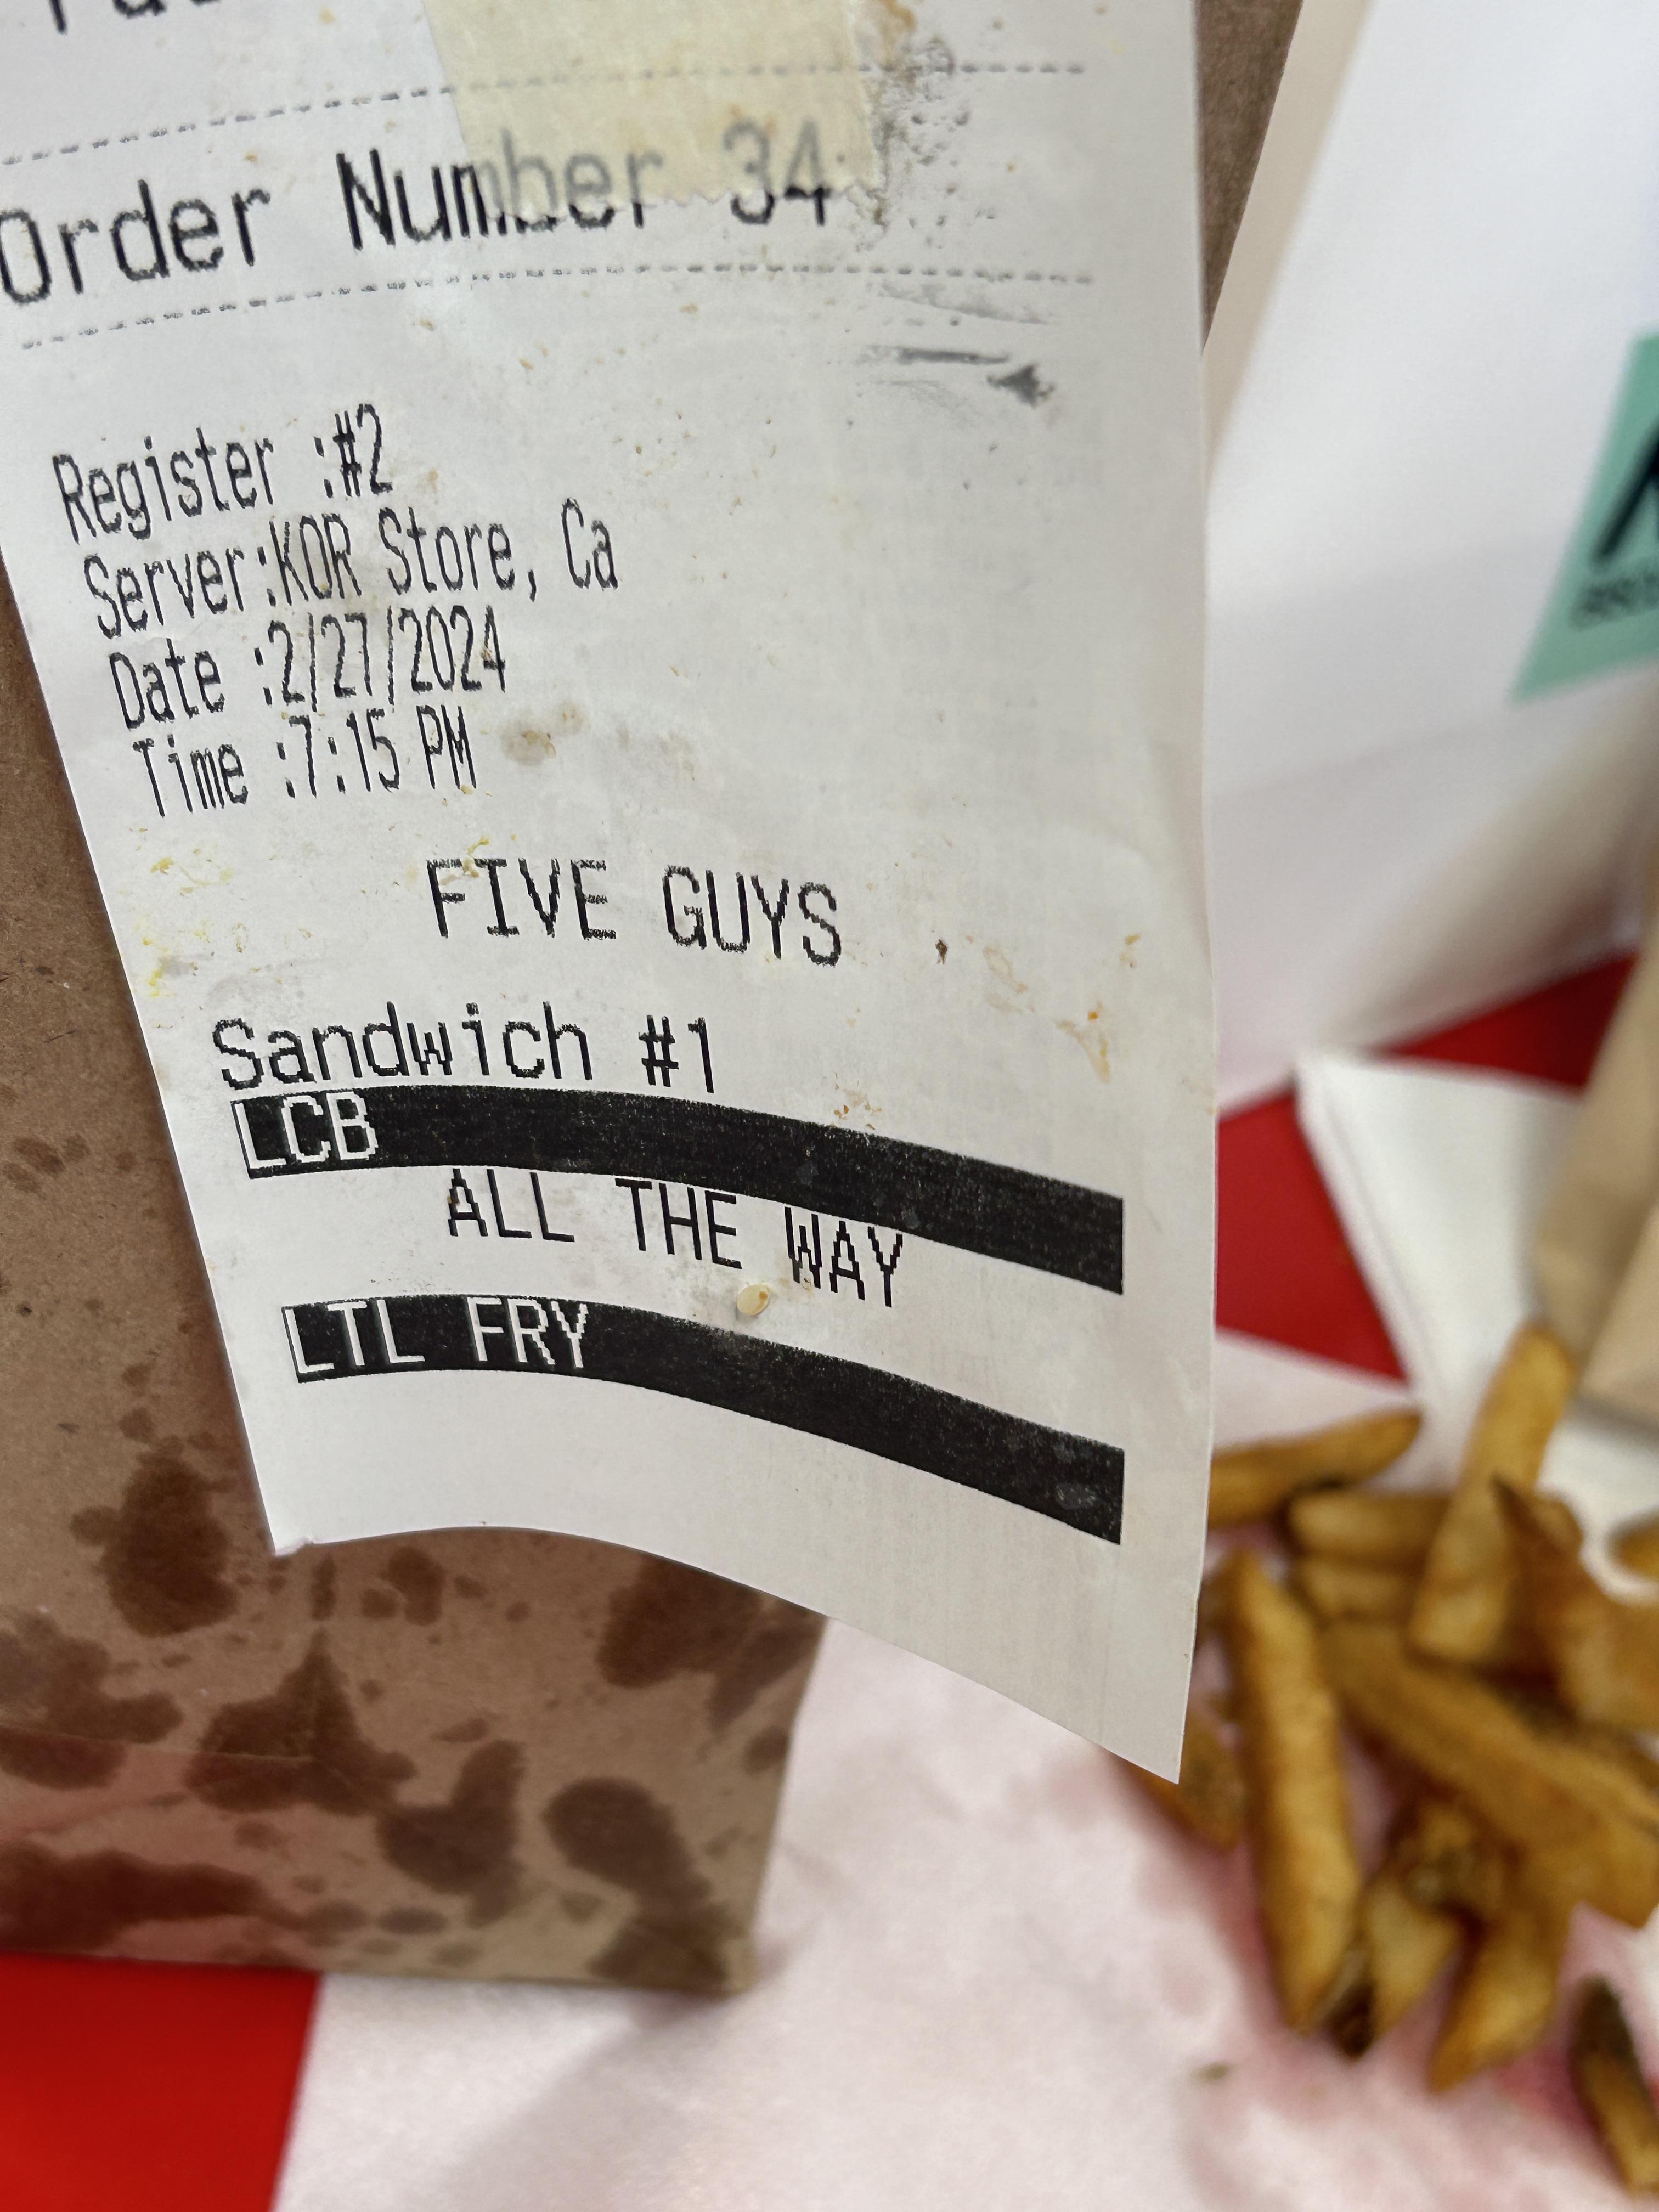 Order Number 34
Register :#2
Server:KOR Store, Ca
Date :2/27/2024
Time :7:15 PM
FIVE GUYS
Sandwich #1
LCB
ALL THE WAY
LTL FRY